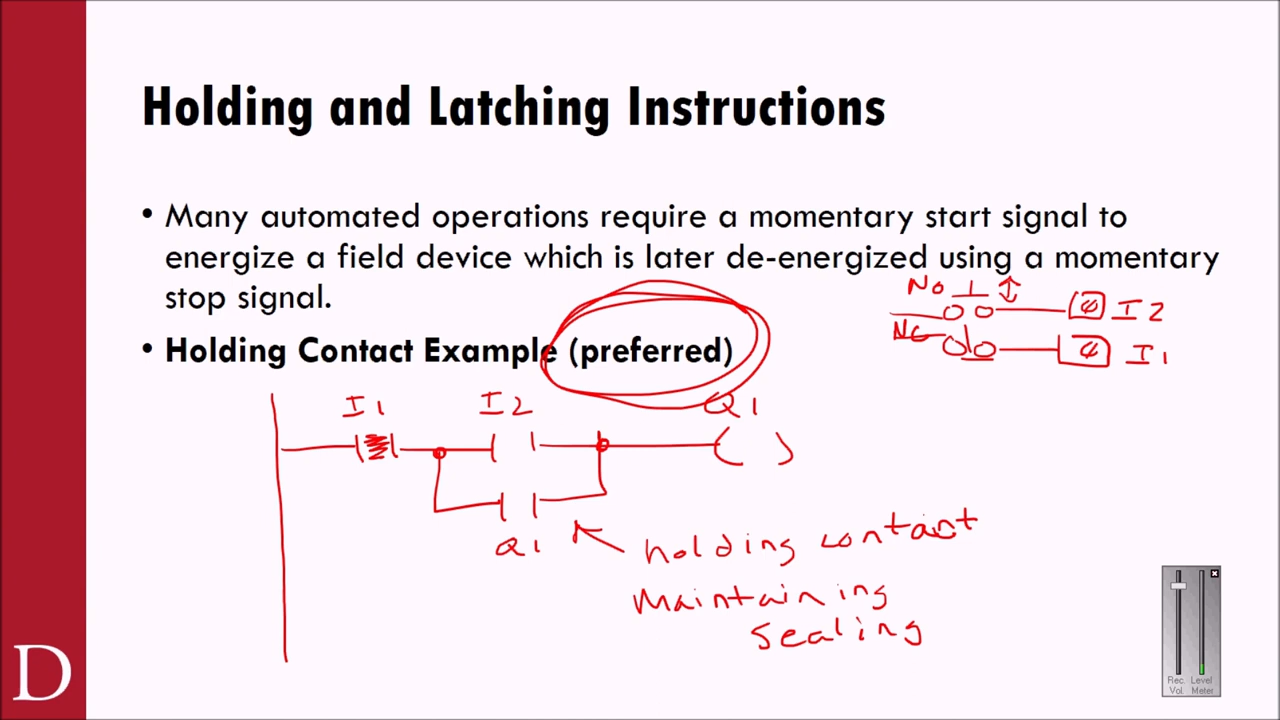 Holding and Latching Instructions
• Many automated operations require a momentary start signal to
energize a field device which is later de-energized using a momentary
stop signal.
NO
I2
• Holding Contact Example (preferred)
NC
I1
I1 I2 Q1
Q1
holding contact
Maintaining
Sealing
D
Rec. Level
Vol. Meter